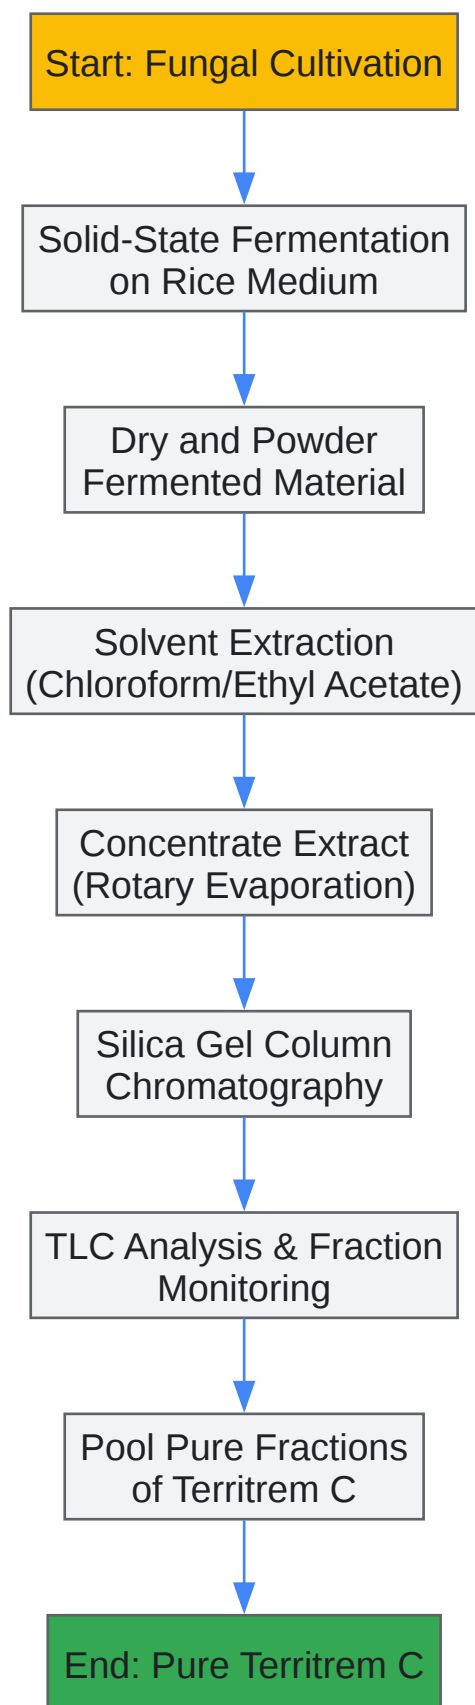 Start: Fungal Cultivation
Solid-State Fermentation
on Rice Medium
Dry and Powder
Fermented Material
Solvent Extraction
(Chloroform/Ethyl Acetate)
Concentrate Extract
(Rotary Evaporation)
Silica Gel Column
Chromatography
TLC Analysis & Fraction
Monitoring
Pool Pure Fractions
of Territrem C
End: Pure Territrem C